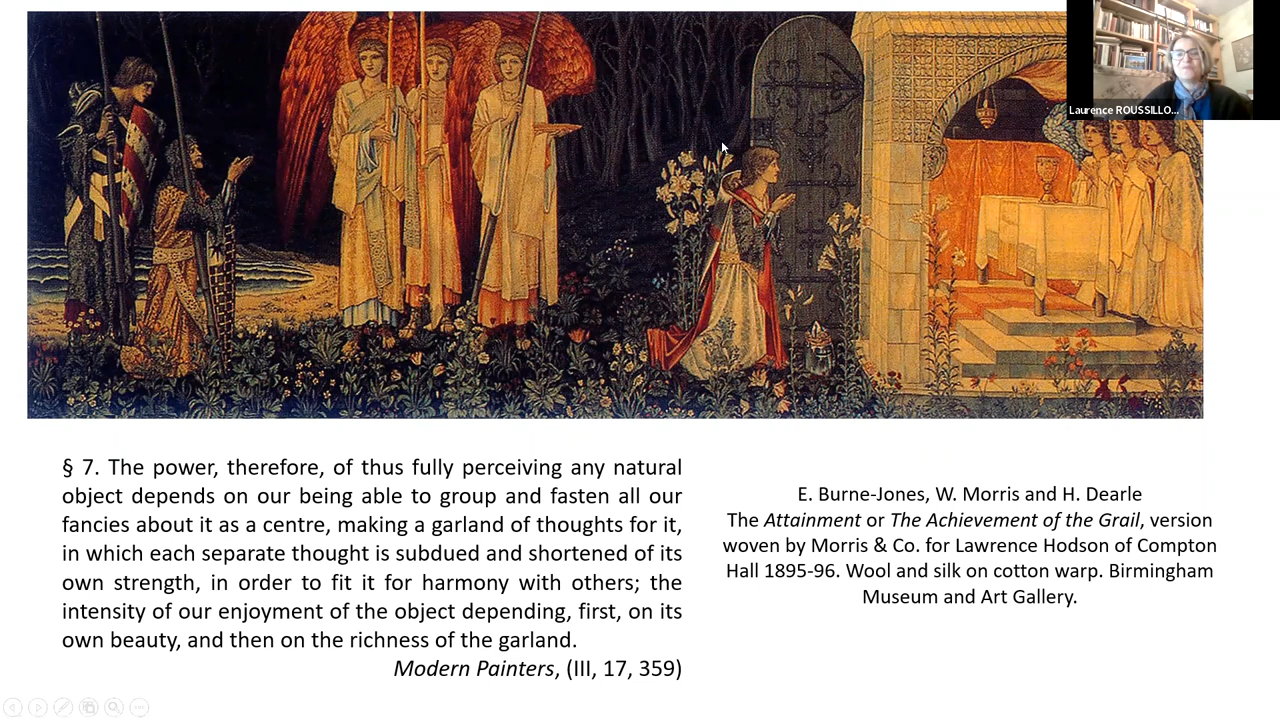 Laurence ROUSSILLO...
§ 7. The power, therefore, of thus fully perceiving any natural
object depends on our being able to group and fasten all our
fancies about it as a centre, making a garland of thoughts for it,
in which each separate thought is subdued and shortened of its
own strength, in order to fit it for harmony with others; the
intensity of our enjoyment of the object depending, first, on its
own beauty, and then on the richness of the garland.
Modern Painters, (III, 17, 359)
E. Burne-Jones, W. Morris and H. Dearle
The Attainment or The Achievement of the Grail, version
woven by Morris & Co. for Lawrence Hodson of Compton
Hall 1895-96. Wool and silk on cotton warp. Birmingham
Museum and Art Gallery.